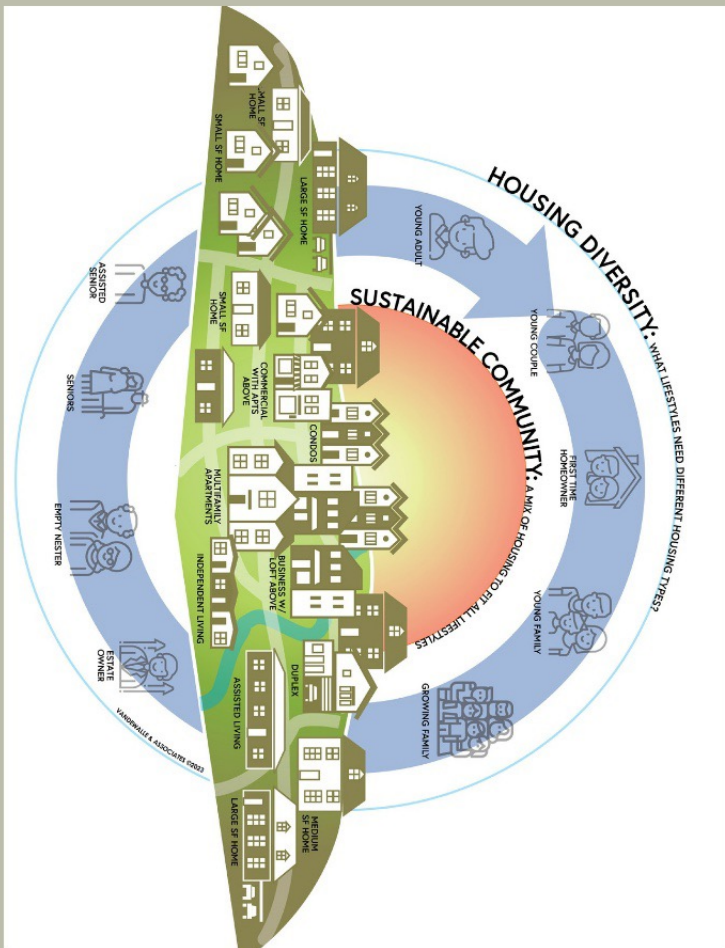 HOUSING DIVERSITY: WHAT LIFESTYLES NEED DIFFERENT HOUSING TYPES?
YOUNG ADULT
YOUNG COUPLE
FIRST TIME
HOMEOWNER
YOUNG FAMILY
GROWING FAMILY
SUSTAINABLE COMMUNITY: A MIX OF HOUSING TO FIT ALL LIFESTYLES
SMALL SF
HOME
SMALL SF HOME
LARGE SF HOME
SMALL SF
HOME
COMMERCIAL
WITH APTS
ABOVE
CONDOS
MULTIFAMILY
APARTMENTS
BUSINESS W/
LOFT ABOVE
INDEPENDENT LIVING
DUPLEX
ASSISTED LIVING
MEDIUM
SF HOME
LARGE SF HOME
ASSISTED
SENIOR
SENIORS
EMPTY NESTER
ESTATE
OWNER
VANDEWALLE & ASSOCIATES ©2023